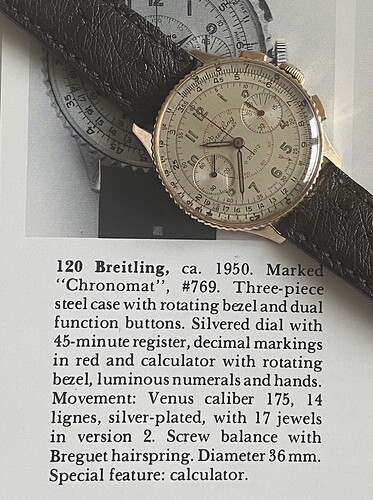 Breitling
120 Breitling, ca. 1950. Marked
“Chronomat”, #769. Three-piece
steel case with rotating bezel and dual
function buttons. Silvered dial with
45-minute register, decimal markings
in red and calculator with rotating
bezel, luminous numerals and hands.
Movement: Venus caliber 175, 14
lignes, silver-plated, with 17 jewels
in version 2. Screw balance with
Breguet hairspring. Diameter 36 mm.
Special feature: calculator.